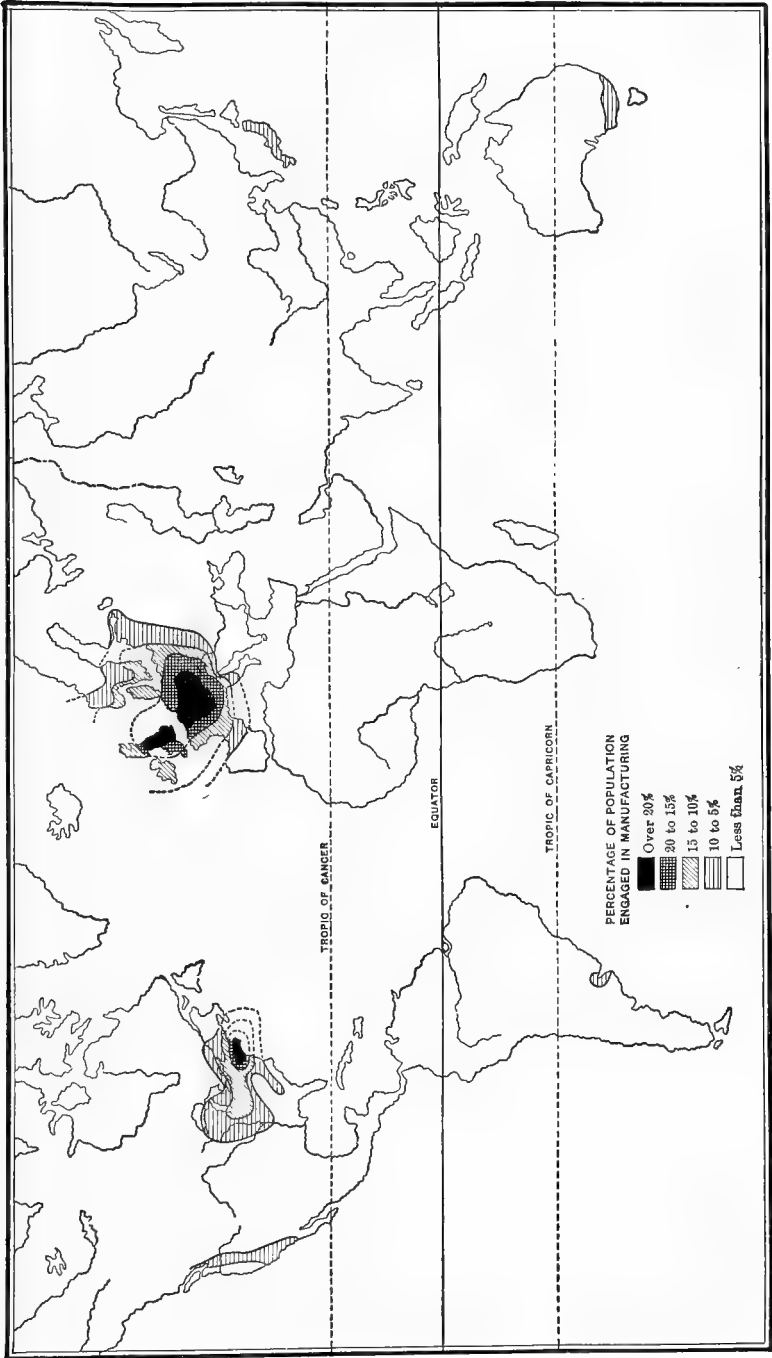 TROPIC OF CANCER
EQUATOR
TROPIC OF CAPRICORN
PERCENTAGE OF POPULATION
ENGAGED IN MANUFACTURING
Over 20%
20 to 15%
15 to 10%
10 to 5%
Less than 5%